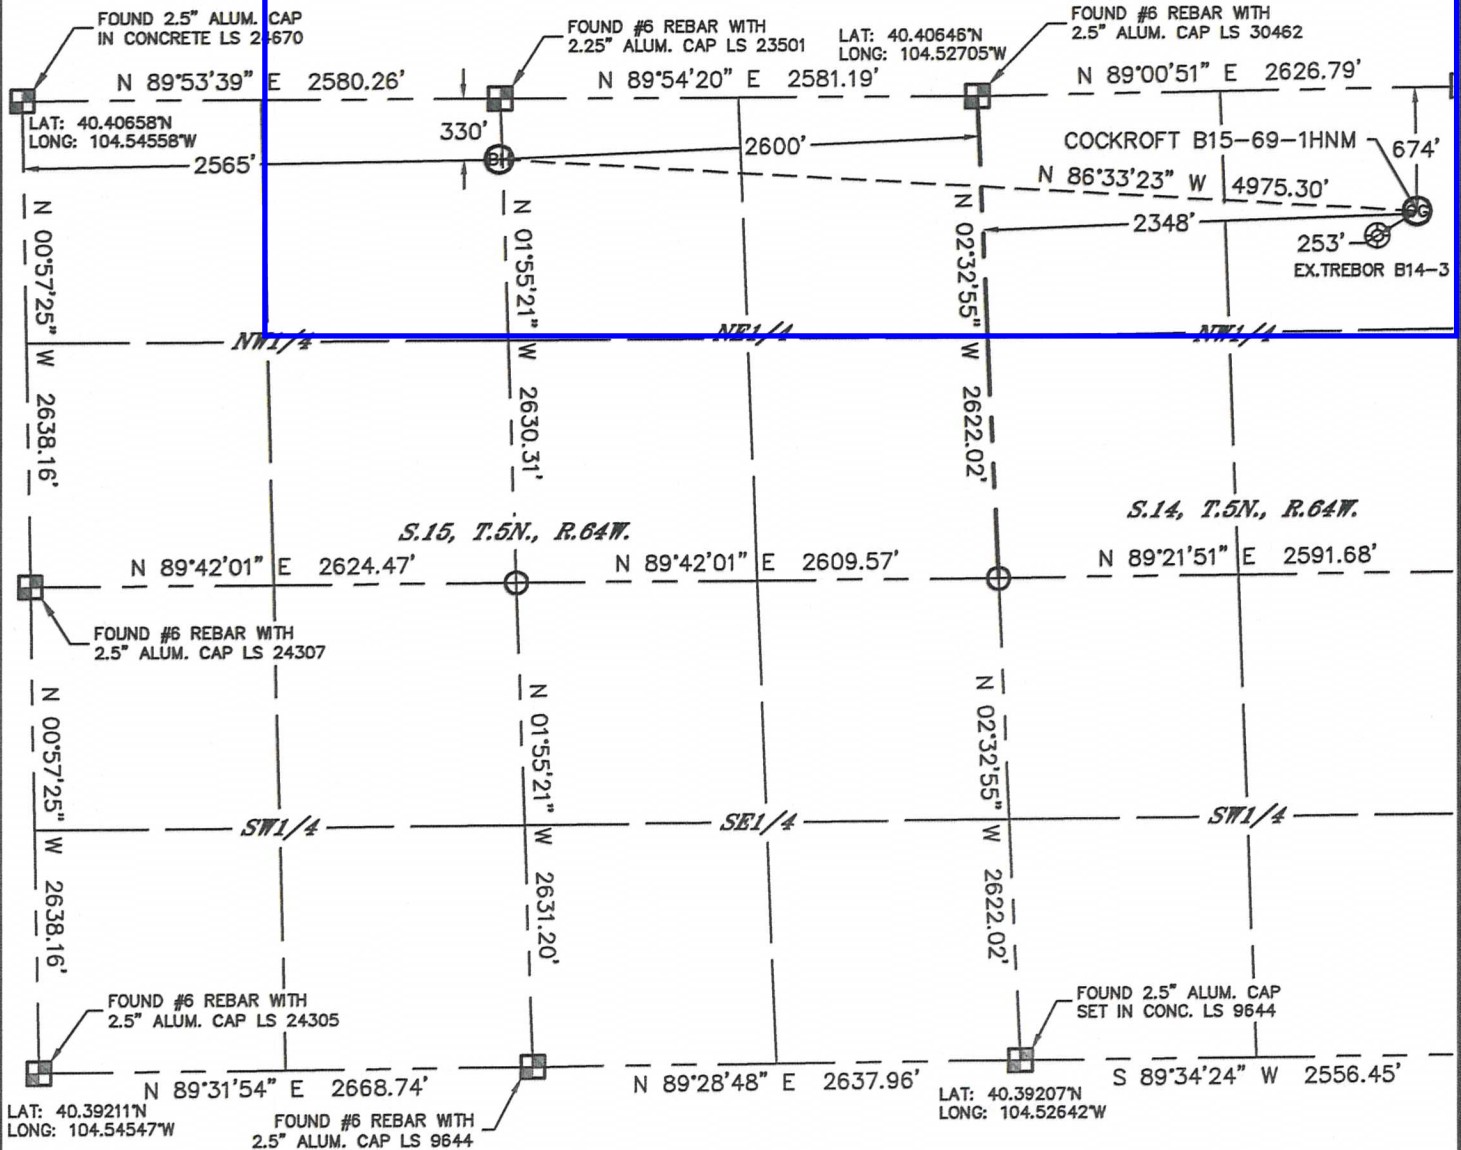 FOUND 2.5" ALUM. CAP
IN CONCRETE LS 24670
FOUND #6 REBAR WITH
2.25" ALUM. CAP LS 23501
LAT: 40.40646°N
LONG: 104.52705°W
FOUND #6 REBAR WITH
2.5" ALUM. CAP LS 30462
N 89°53'39" E 2580.26'
N 89°54'20" E 2581.19'
N 89°00'51" E 2626.79'
LAT: 40.40658°N
LONG: 104.54558°W
330'
BH
2565'
2600'
COCKROFT B15-69-1HNM
674'
N 86°33'23" W 4975.30'
2348'
253'
EX.TREBOR B14-3
N 00°57'25" W 2638.16'
N 01°55'21" W 2630.31'
N 02°32'55" W 2622.02'
NW1/4
NE1/4
NW1/4
S.15, T.5N., R.64W.
S.14, T.5N., R.64W.
N 89°42'01" E 2624.47'
N 89°42'01" E 2609.57'
N 89°21'51" E 2591.68'
FOUND #6 REBAR WITH
2.5" ALUM. CAP LS 24307
N 00°57'25" W 2638.16'
N 01°55'21" W 2631.20'
N 02°32'55" W 2622.02'
SW1/4
SE1/4
SW1/4
FOUND #6 REBAR WITH
2.5" ALUM. CAP LS 24305
FOUND 2.5" ALUM. CAP
SET IN CONC. LS 9644
N 89°31'54" E 2668.74'
N 89°28'48" E 2637.96'
S 89°34'24" W 2556.45'
LAT: 40.39211°N
LONG: 104.54547°W
FOUND #6 REBAR WITH
2.5" ALUM. CAP LS 9644
LAT: 40.39207°N
LONG: 104.52642°W